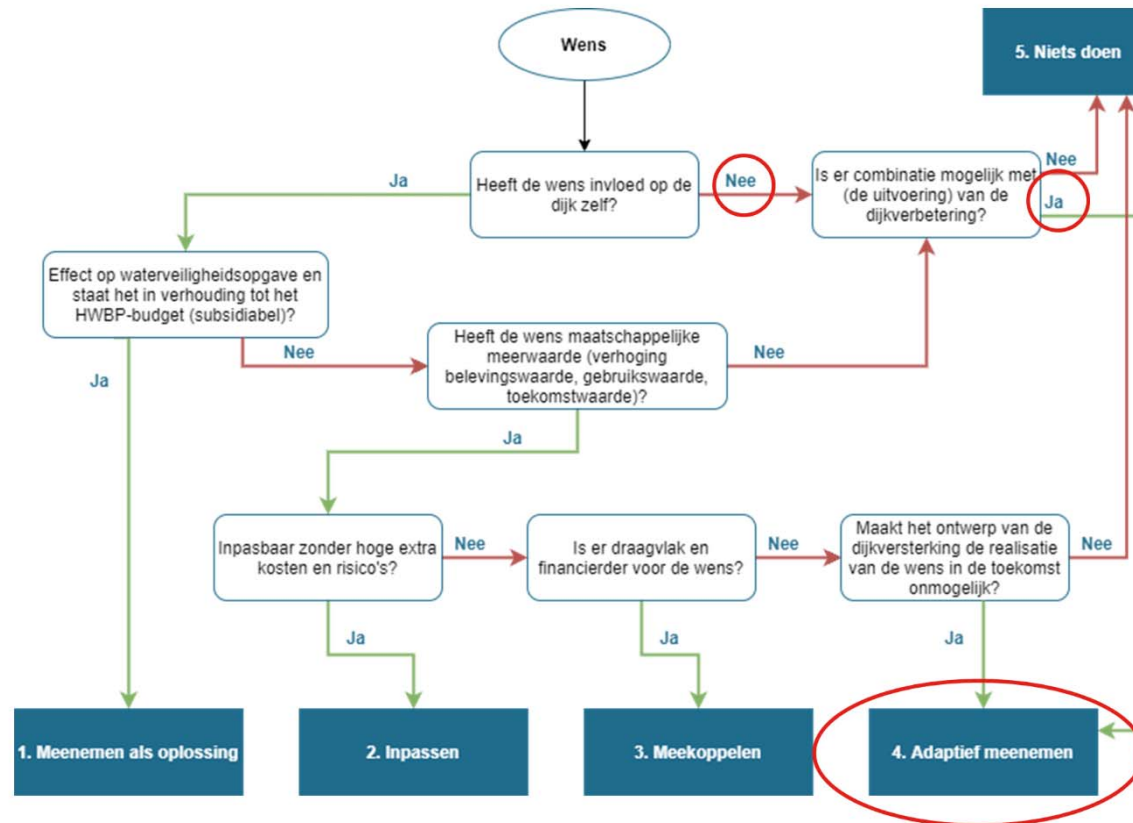 Wens
5. Niets doen
Ja
Heeft de wens invloed op de
dijk zelf?
Nee
Is er combinatie mogelijk met
(de uitvoering) van de
dijkverbetering?
Nee
Ja
Effect op waterveiligheidsopgave en
staat het in verhouding tot het
HWBP-budget (subsidiabel)?
Nee
Ja
Heeft de wens maatschappelijke
meerwaarde (verhoging
belevingswaarde, gebruikswaarde,
toekomstwaarde)?
Nee
Ja
Inpasbaar zonder hoge extra
kosten en risico's?
Nee
Is er draagvlak en
financierder voor de wens?
Nee
Maakt het ontwerp van de
dijkversterking de realisatie
van de wens in de toekomst
onmogelijk?
Nee
Ja
Ja
Ja
1. Meenemen als oplossing
2. Inpassen
3. Meekoppelen
4. Adaptief meenemen